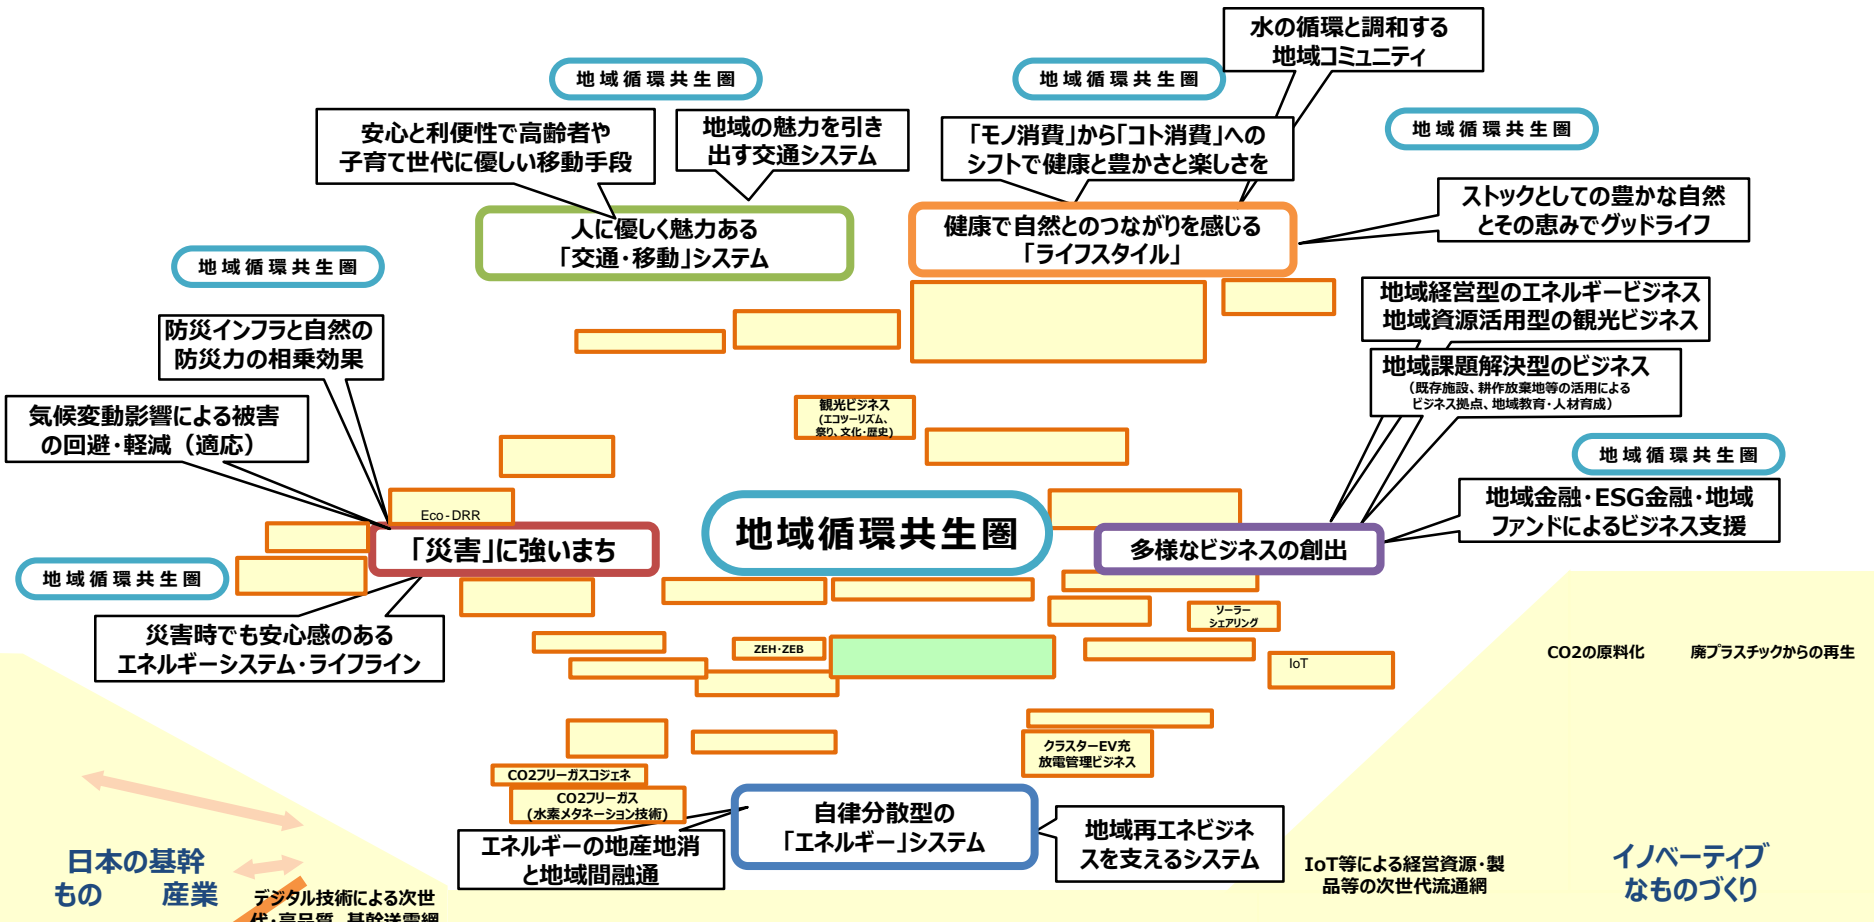 水の循環と調和する
地域コミュニティ
地域循環共生圏
地域循環共生圏
地域循環共生圏
安心と利便性で高齢者や
子育て世代に優しい移動手段
地域の魅力を引き
出す交通システム
「モノ消費」から「コト消費」への
シフトで健康と豊かさと楽しさを
ストックとしての豊かな自然
とその恵みでグッドライフ
人に優しく魅力ある
「交通・移動」システム
健康で自然とのつながりを感じる
「ライフスタイル」
地域循環共生圏
地域経営型のエネルギービジネス
地域資源活用型の観光ビジネス
防災インフラと自然の
防災力の相乗効果
地域課題解決型のビジネス
（既存施設、耕作放棄地等の活用による
ビジネス拠点、地域教育・人材育成）
気候変動影響による被害
の回避・軽減（適応）
観光ビジネス
(エコツーリズム、
祭り、文化・歴史)
地域循環共生圏
Eco-DRR
地域金融・ESG金融・地域
ファンドによるビジネス支援
「災害」に強いまち
地域循環共生圏
多様なビジネスの創出
地域循環共生圏
ソーラー
シェアリング
災害時でも安心感のある
エネルギーシステム・ライフライン
ZEH・ZEB
IoT
CO2の原料化
廃プラスチックからの再生
クラスターEV充
放電管理ビジネス
CO2フリーガスコジェネ
CO2フリーガス
(水素メタネーション技術)
自律分散型の
「エネルギー」システム
エネルギーの地産地消
と地域間融通
地域再エネビジネ
スを支えるシステム
日本の基幹
もの 産業
デジタル技術による次世
代・高品質 基幹送電網
IoT等による経営資源・製
品等の次世代流通網
イノベーティブ
なものづくり